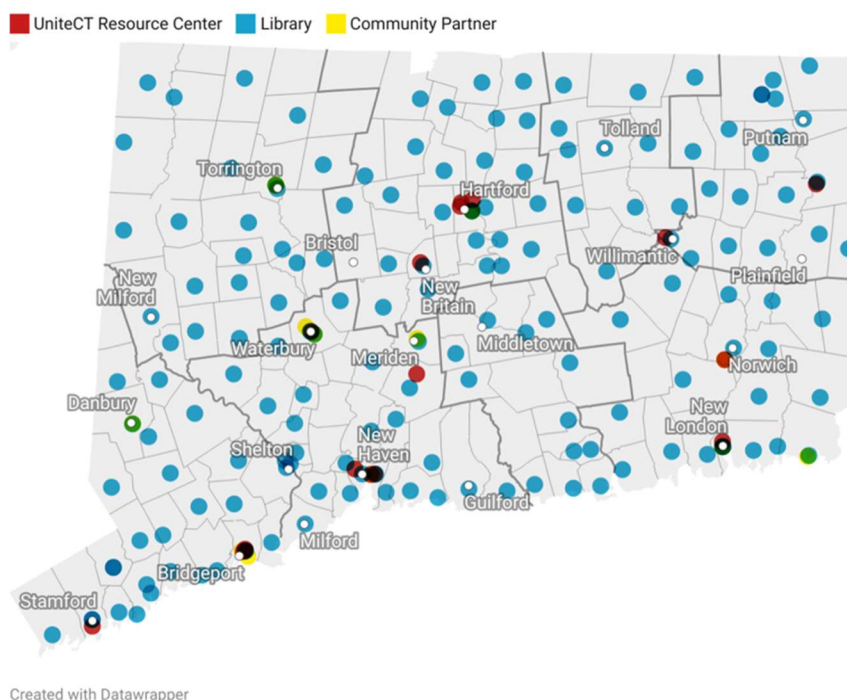 UniteCT Resource Center Library Community Partner
Tolland
Putnam
Torrington
Hartford
Bristol
Willimantic
Plainfield
New
Milford
New
Britain
Waterbury
Meriden
Middletown
Norwich
Danbury
New
London
Shelton
New
Haven
Guilford
Milford
Bridgeport
Stamford
Created with Datawrapper